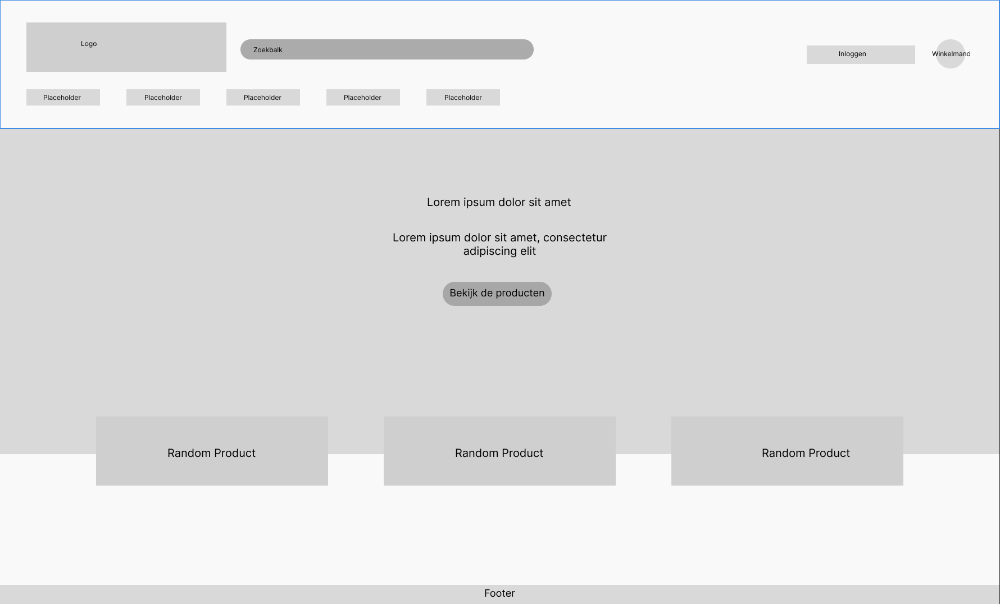 Logo
Zoekbalk
Inloggen
Winkelmand
Placeholder
Placeholder
Placeholder
Placeholder
Placeholder
Lorem ipsum dolor sit amet
Lorem ipsum dolor sit amet, consectetur
adipiscing elit
Bekijk de producten
Random Product
Random Product
Random Product
Footer